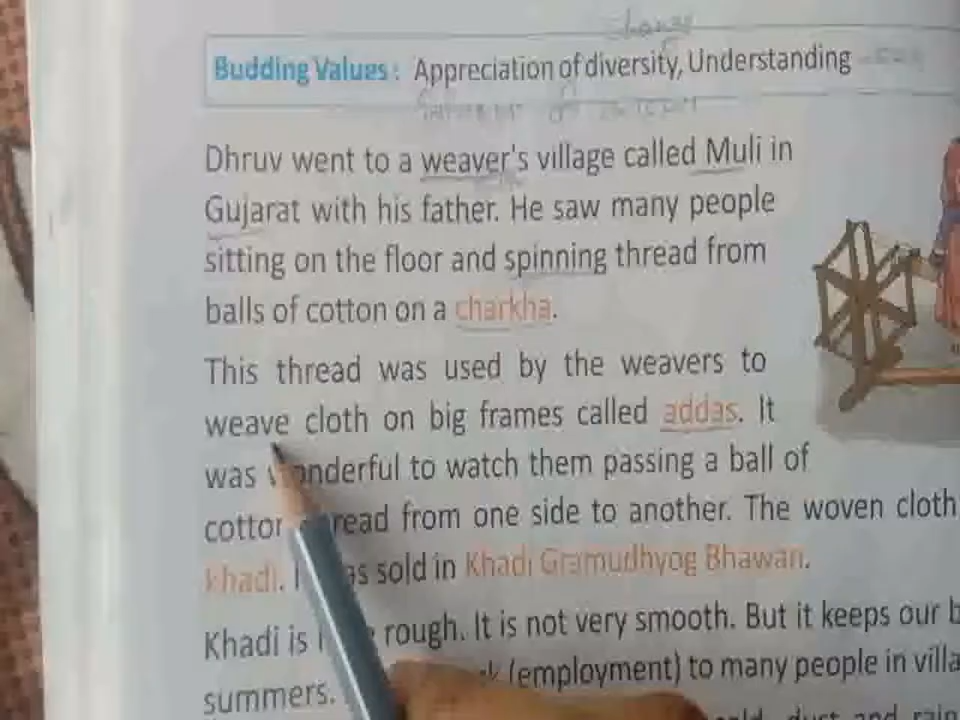 change
Budding Values : Appreciation of diversity, Understanding
Dhruv went to a weaver's village called Muli in
Gujarat with his father. He saw many people
sitting on the floor and spinning thread from
balls of cotton on a charkha.
This thread was used by the weavers to
weave cloth on big frames called addas. It
was wonderful to watch them passing a ball of
cotton thread from one side to another. The woven cloth
khadi. as sold in Khadi Gramudhyog Bhawan.
Khadi is rough. It is not very smooth. But it keeps our b
summers. (employment) to many people in villa
dust and rain